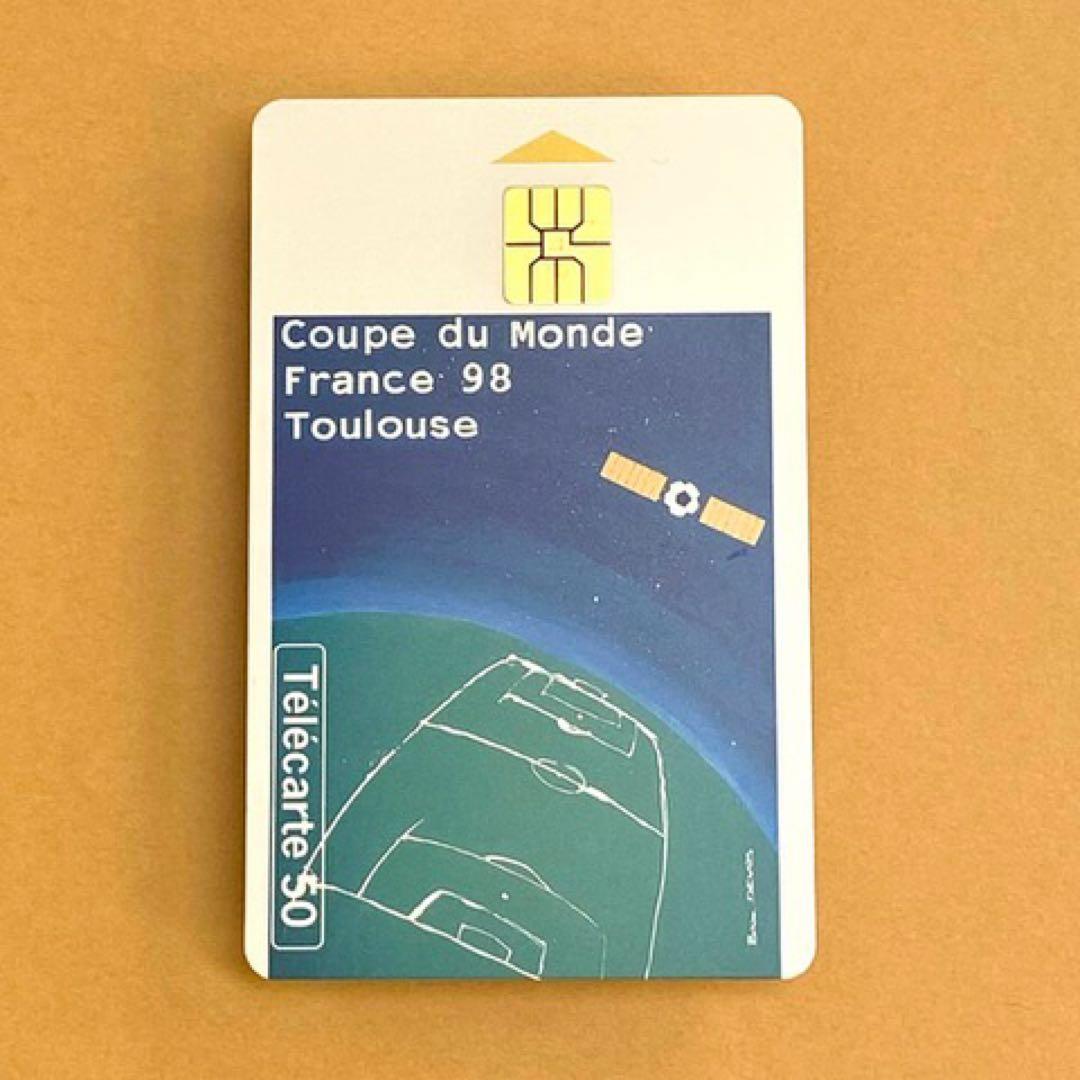 Coupe du Monde
France 98
Toulouse
Télécarte 50